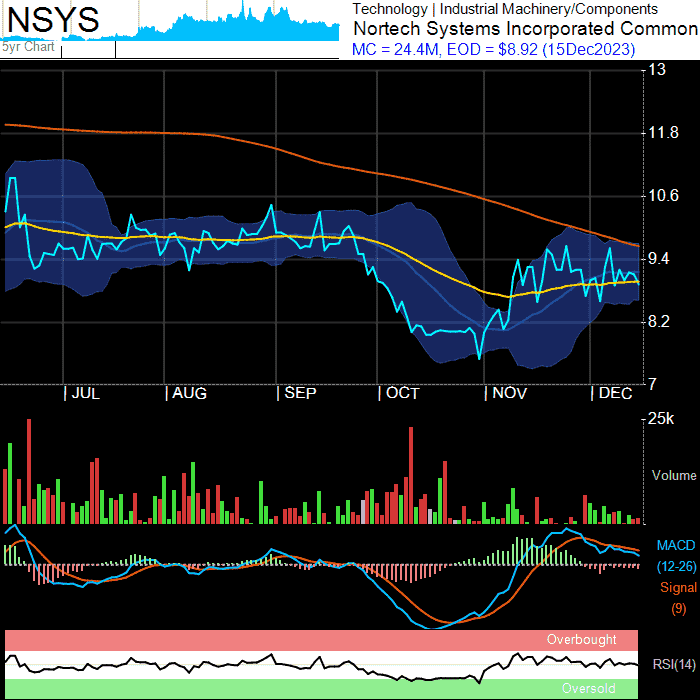 NSYS
5yr Chart
Technology | Industrial Machinery/Components
Nortech Systems Incorporated Common
MC = 24.4M, EOD = $8.92 (15Dec2023)
13
11.8
10.6
9.4
8.2
7
JUL AUG SEP OCT NOV DEC
25k
Volume
MACD
(12-26)
Signal
(9)
Overbought
RSI(14)
Oversold